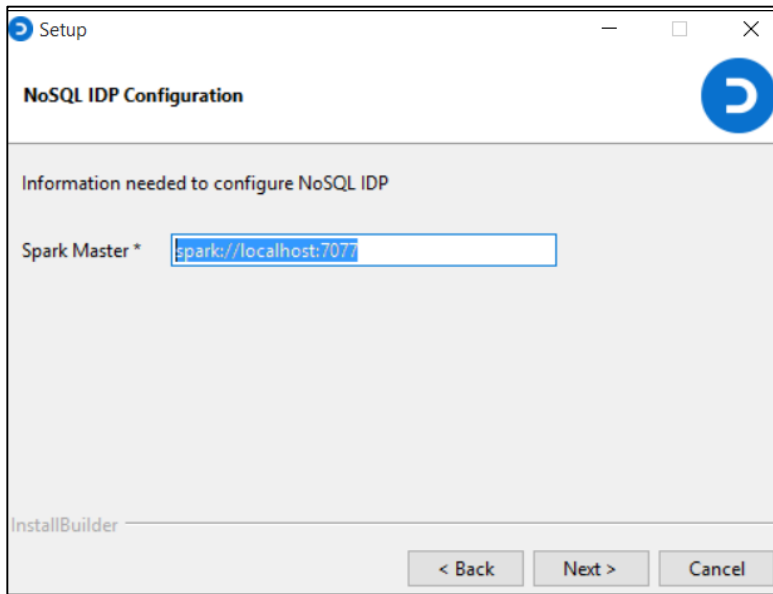 Setup
NoSQL IDP Configuration
Information needed to configure NoSQL IDP
Spark Master * spark://localhost:7077
InstallBuilder
< Back Next > Cancel